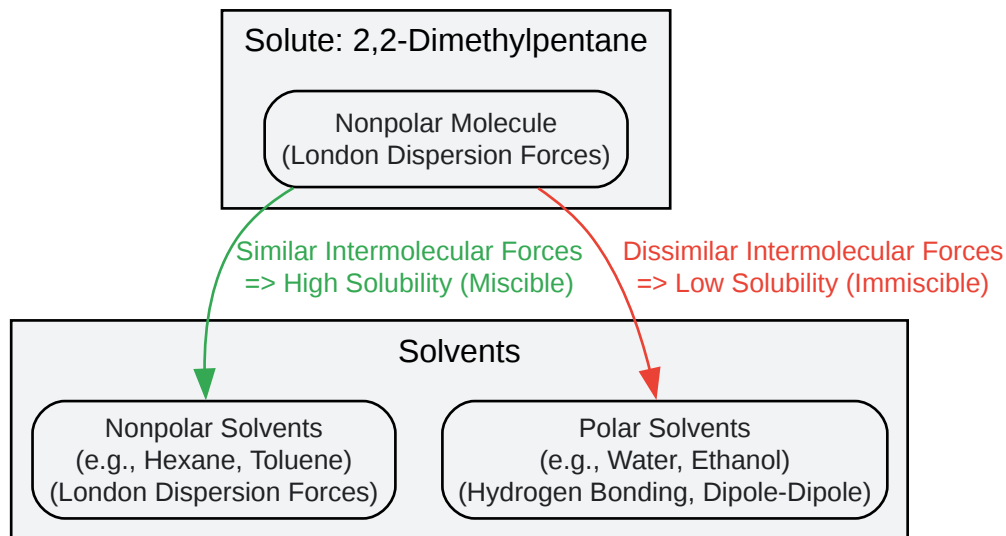 Solute: 2,2-Dimethylpentane
Nonpolar Molecule
(London Dispersion Forces)
Similar Intermolecular Forces
=> High Solubility (Miscible)
Dissimilar Intermolecular Forces
=> Low Solubility (Immiscible)
Solvents
Nonpolar Solvents
(e.g., Hexane, Toluene)
(London Dispersion Forces)
Polar Solvents
(e.g., Water, Ethanol)
(Hydrogen Bonding, Dipole-Dipole)